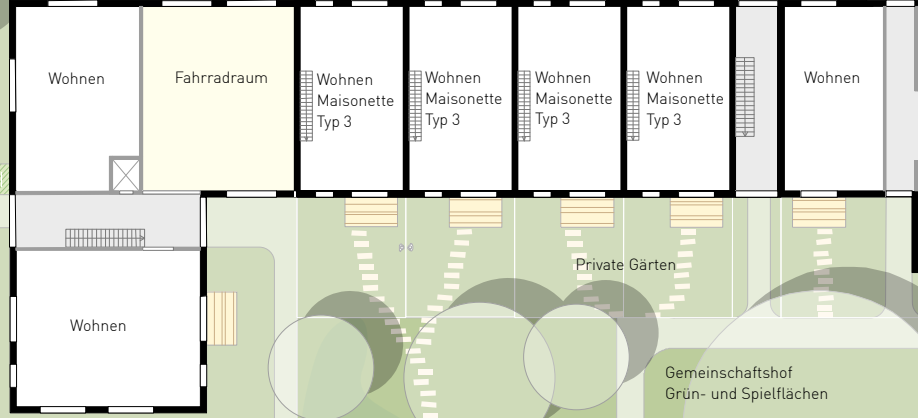 Wohnen
Fahrradraum
Wohnen
Maisonette
Typ 3
Wohnen
Maisonette
Typ 3
Wohnen
Maisonette
Typ 3
Wohnen
Maisonette
Typ 3
Wohnen
Private Gärten
Wohnen
Gemeinschaftshof
Grün- und Spielflächen